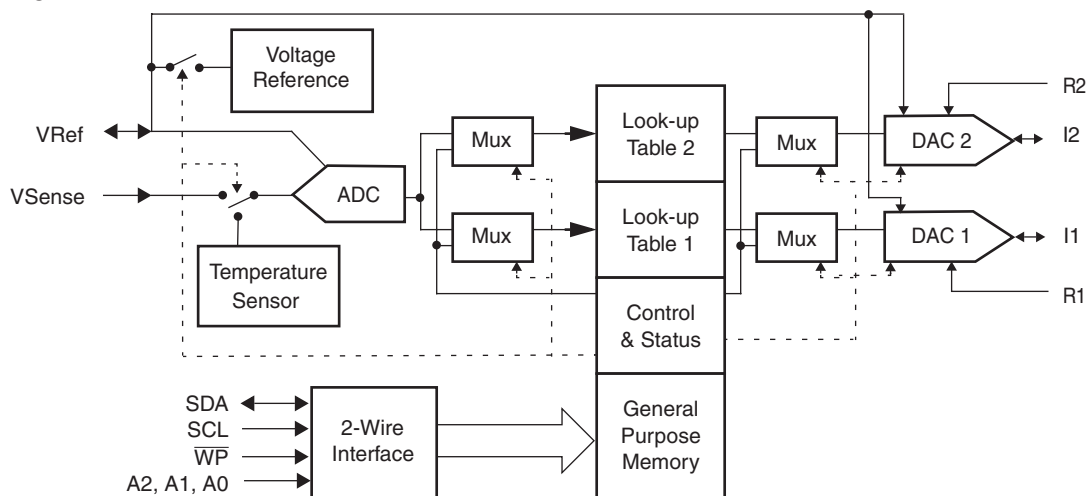 Voltage
Reference
VRef
VSense
ADC
Temperature
Sensor
Mux
Mux
Look-up
Table 2
Look-up
Table 1
Control
& Status
General
Purpose
Memory
Mux
Mux
DAC 2
DAC 1
R2
I2
I1
R1
SDA
SCL
W̅P̅
A2, A1, A0
2-Wire
Interface